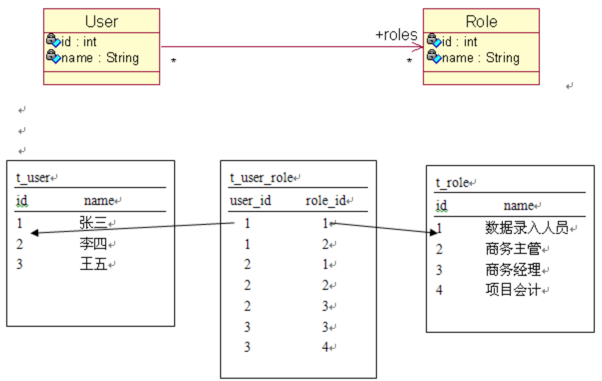 User
id : int
name : String
+roles
*
*
Role
id : int
name : String
t_user
id name
1 张三
2 李四
3 王五
t_user_role
user_id role_id
1 1
1 2
2 1
2 2
2 3
3 3
3 4
t_role
id name
1 数据录入人员
2 商务主管
3 商务经理
4 项目会计